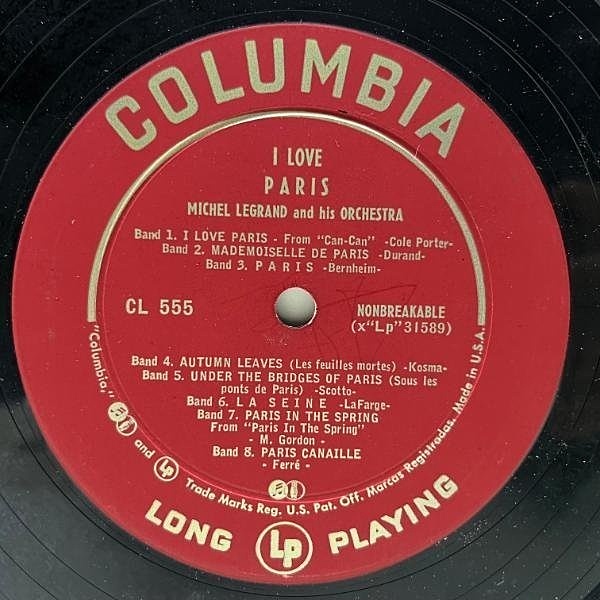 COLUMBIA
I LOVE
PARIS
MICHEL LEGRAND and his ORCHESTRA
Band 1. I LOVE PARIS - From "Can-Can" -Cole Porter-
Band 2. MADEMOISELLE DE PARIS -Durand-
Band 3. PARIS -Bernheim-
CL 555
NONBREAKABLE
(x"Lp"31589)
Band 4. AUTUMN LEAVES (Les feuilles mortes) -Kosma-
Band 5. UNDER THE BRIDGES OF PARIS (Sous les
ponts de Paris) -Scotto-
Band 6. LA SEINE -LaFarge-
Band 7. PARIS IN THE SPRING
From "Paris In The Spring"
- M. Gordon -
Band 8. PARIS CANAILLE
- Ferré -
"Columbia," and Lp Trade Marks Reg. U.S. Pat. Off. Marcas Registradas. Made in U.S.A.
LONG Lp PLAYING